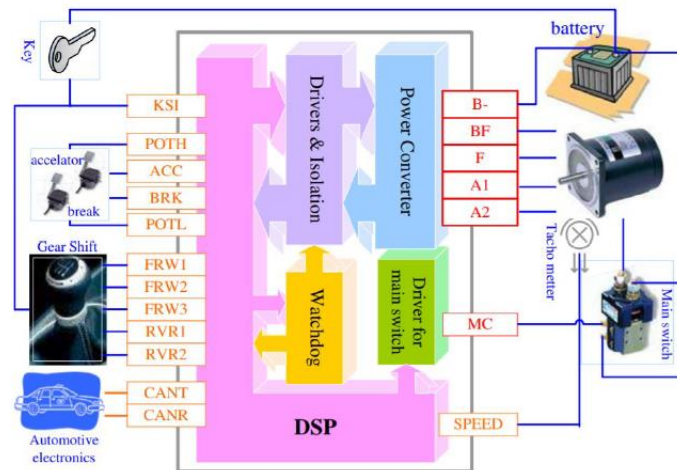 battery
Key
KSI
POTH
ACC
BRK
POTL
accelator
break
Gear Shift
FRW1
FRW2
FRW3
RVR1
RVR2
CANT
CANR
Automotive
electronics
Drivers & Isolation
Power Converter
Watchdog
Driver for
main switch
DSP
B-
BF
F
A1
A2
MC
SPEED
Tacho
metter
Main switch